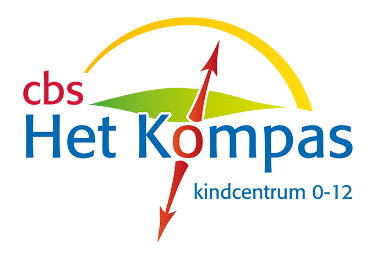 cbs
Het Kompas
kindcentrum 0-12